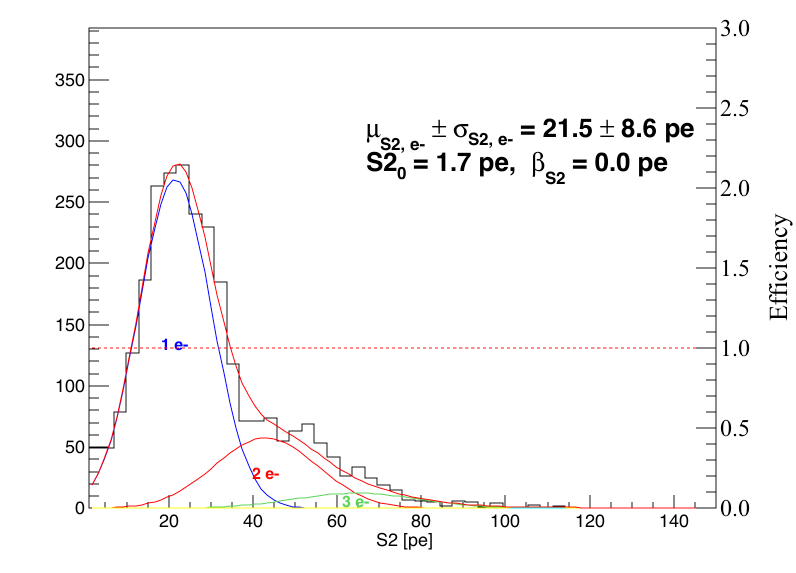 3.0
350
2.5
μS2, e- ± σS2, e- = 21.5 ± 8.6 pe
300
S20 = 1.7 pe, βS2 = 0.0 pe
250
2.0
200
1.5
Efficiency
150
1 e-
1.0
100
50
0.5
2 e-
3 e-
0
0.0
20 40 60 80 100 120 140
S2 [pe]